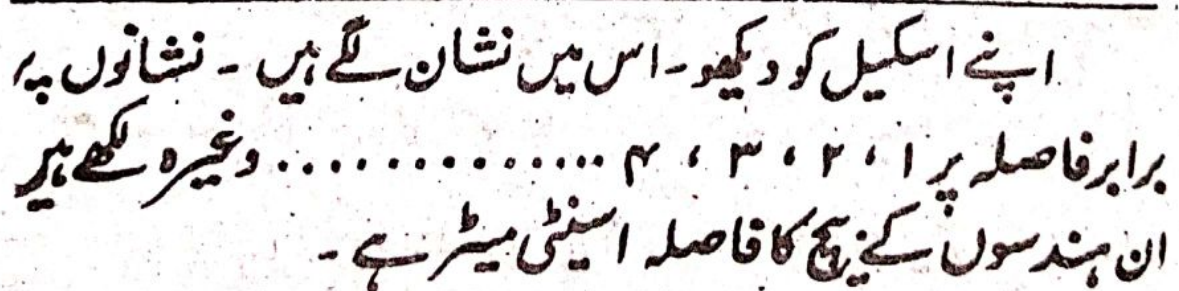 اپنے اسکیل کو دیکھو۔ اس میں نشان لگے ہیں ۔ نشانوں پر
برابر فاصلہ پر ۱، ۲، ۳، ۴ .............. وغیرہ لکھے ہیں
ان ہندسوں کے بیچ کا فاصلہ ۱ سینٹی میٹر ہے ۔